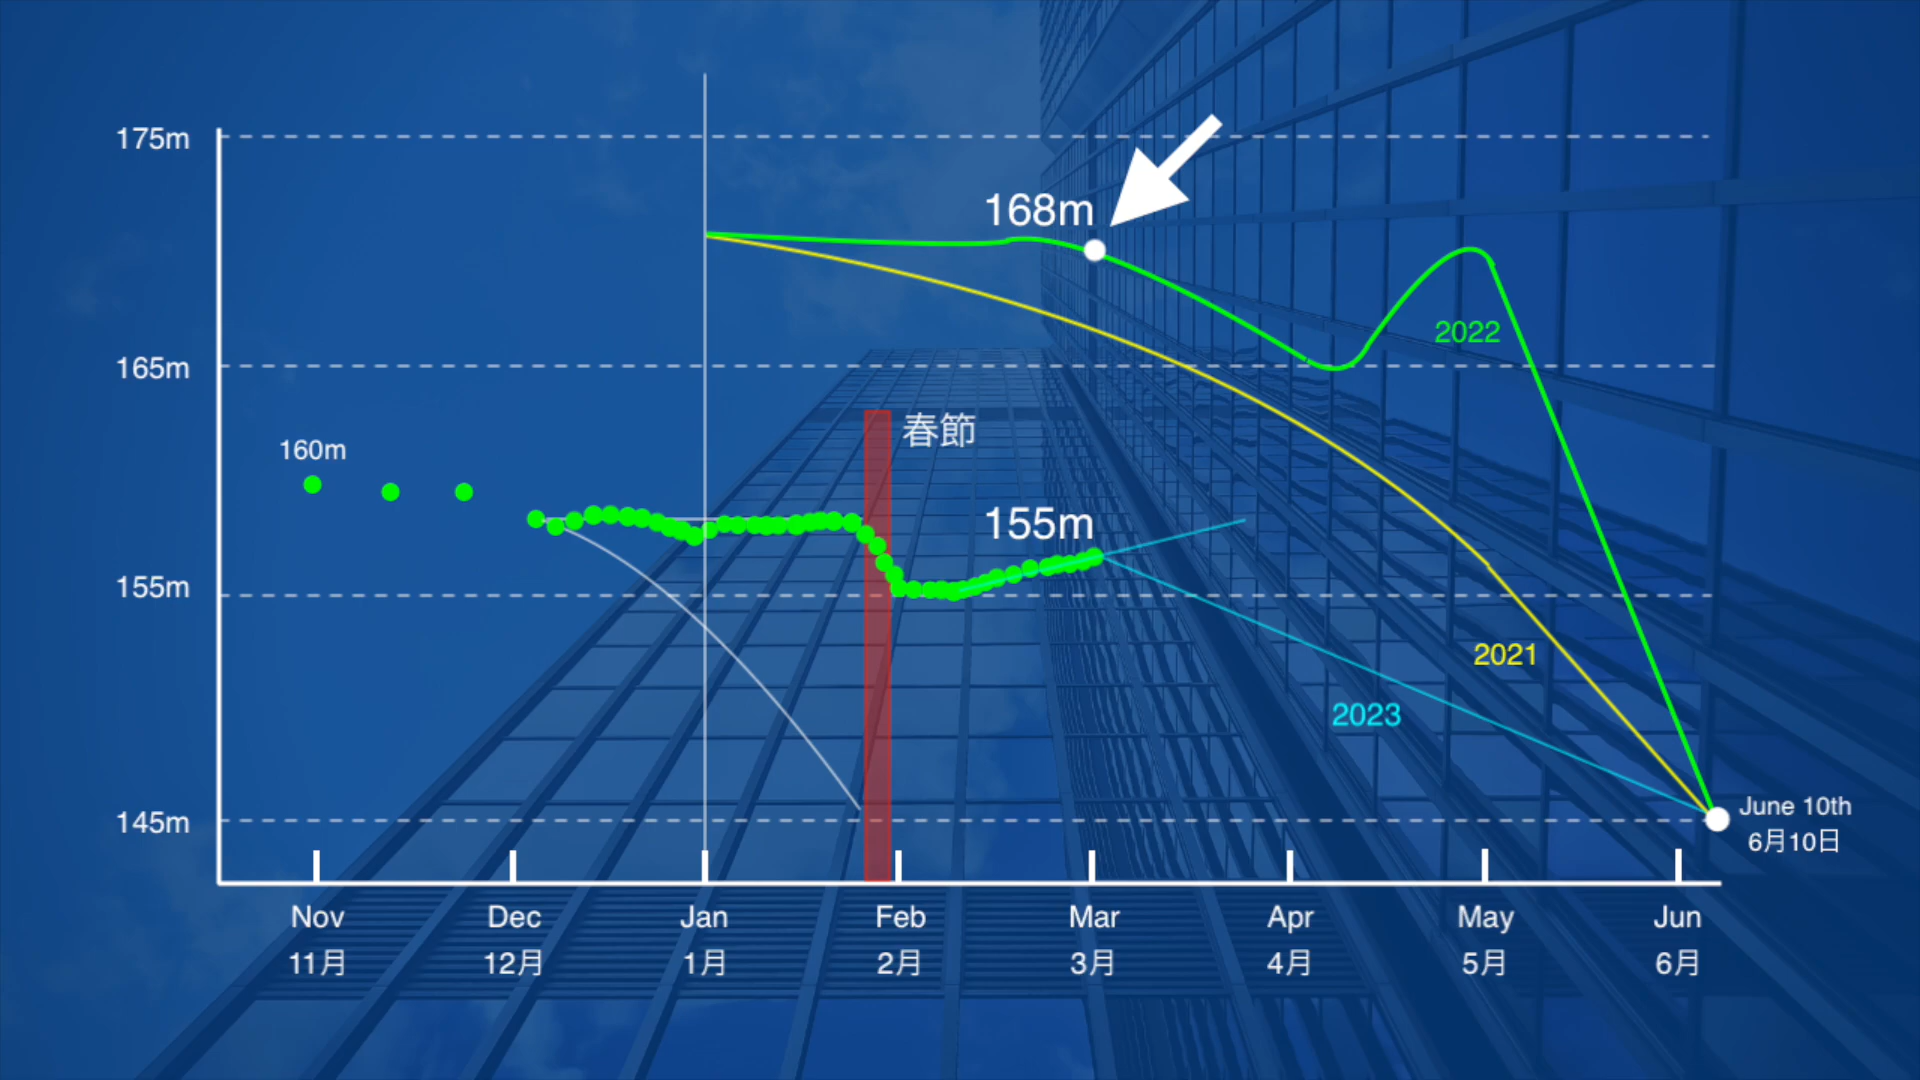 175m
168m
2022
165m
春節
160m
155m
155m
2021
2023
145m
June 10th
6月10日
Nov Dec Jan Feb Mar Apr May Jun
11月 12月 1月 2月 3月 4月 5月 6月